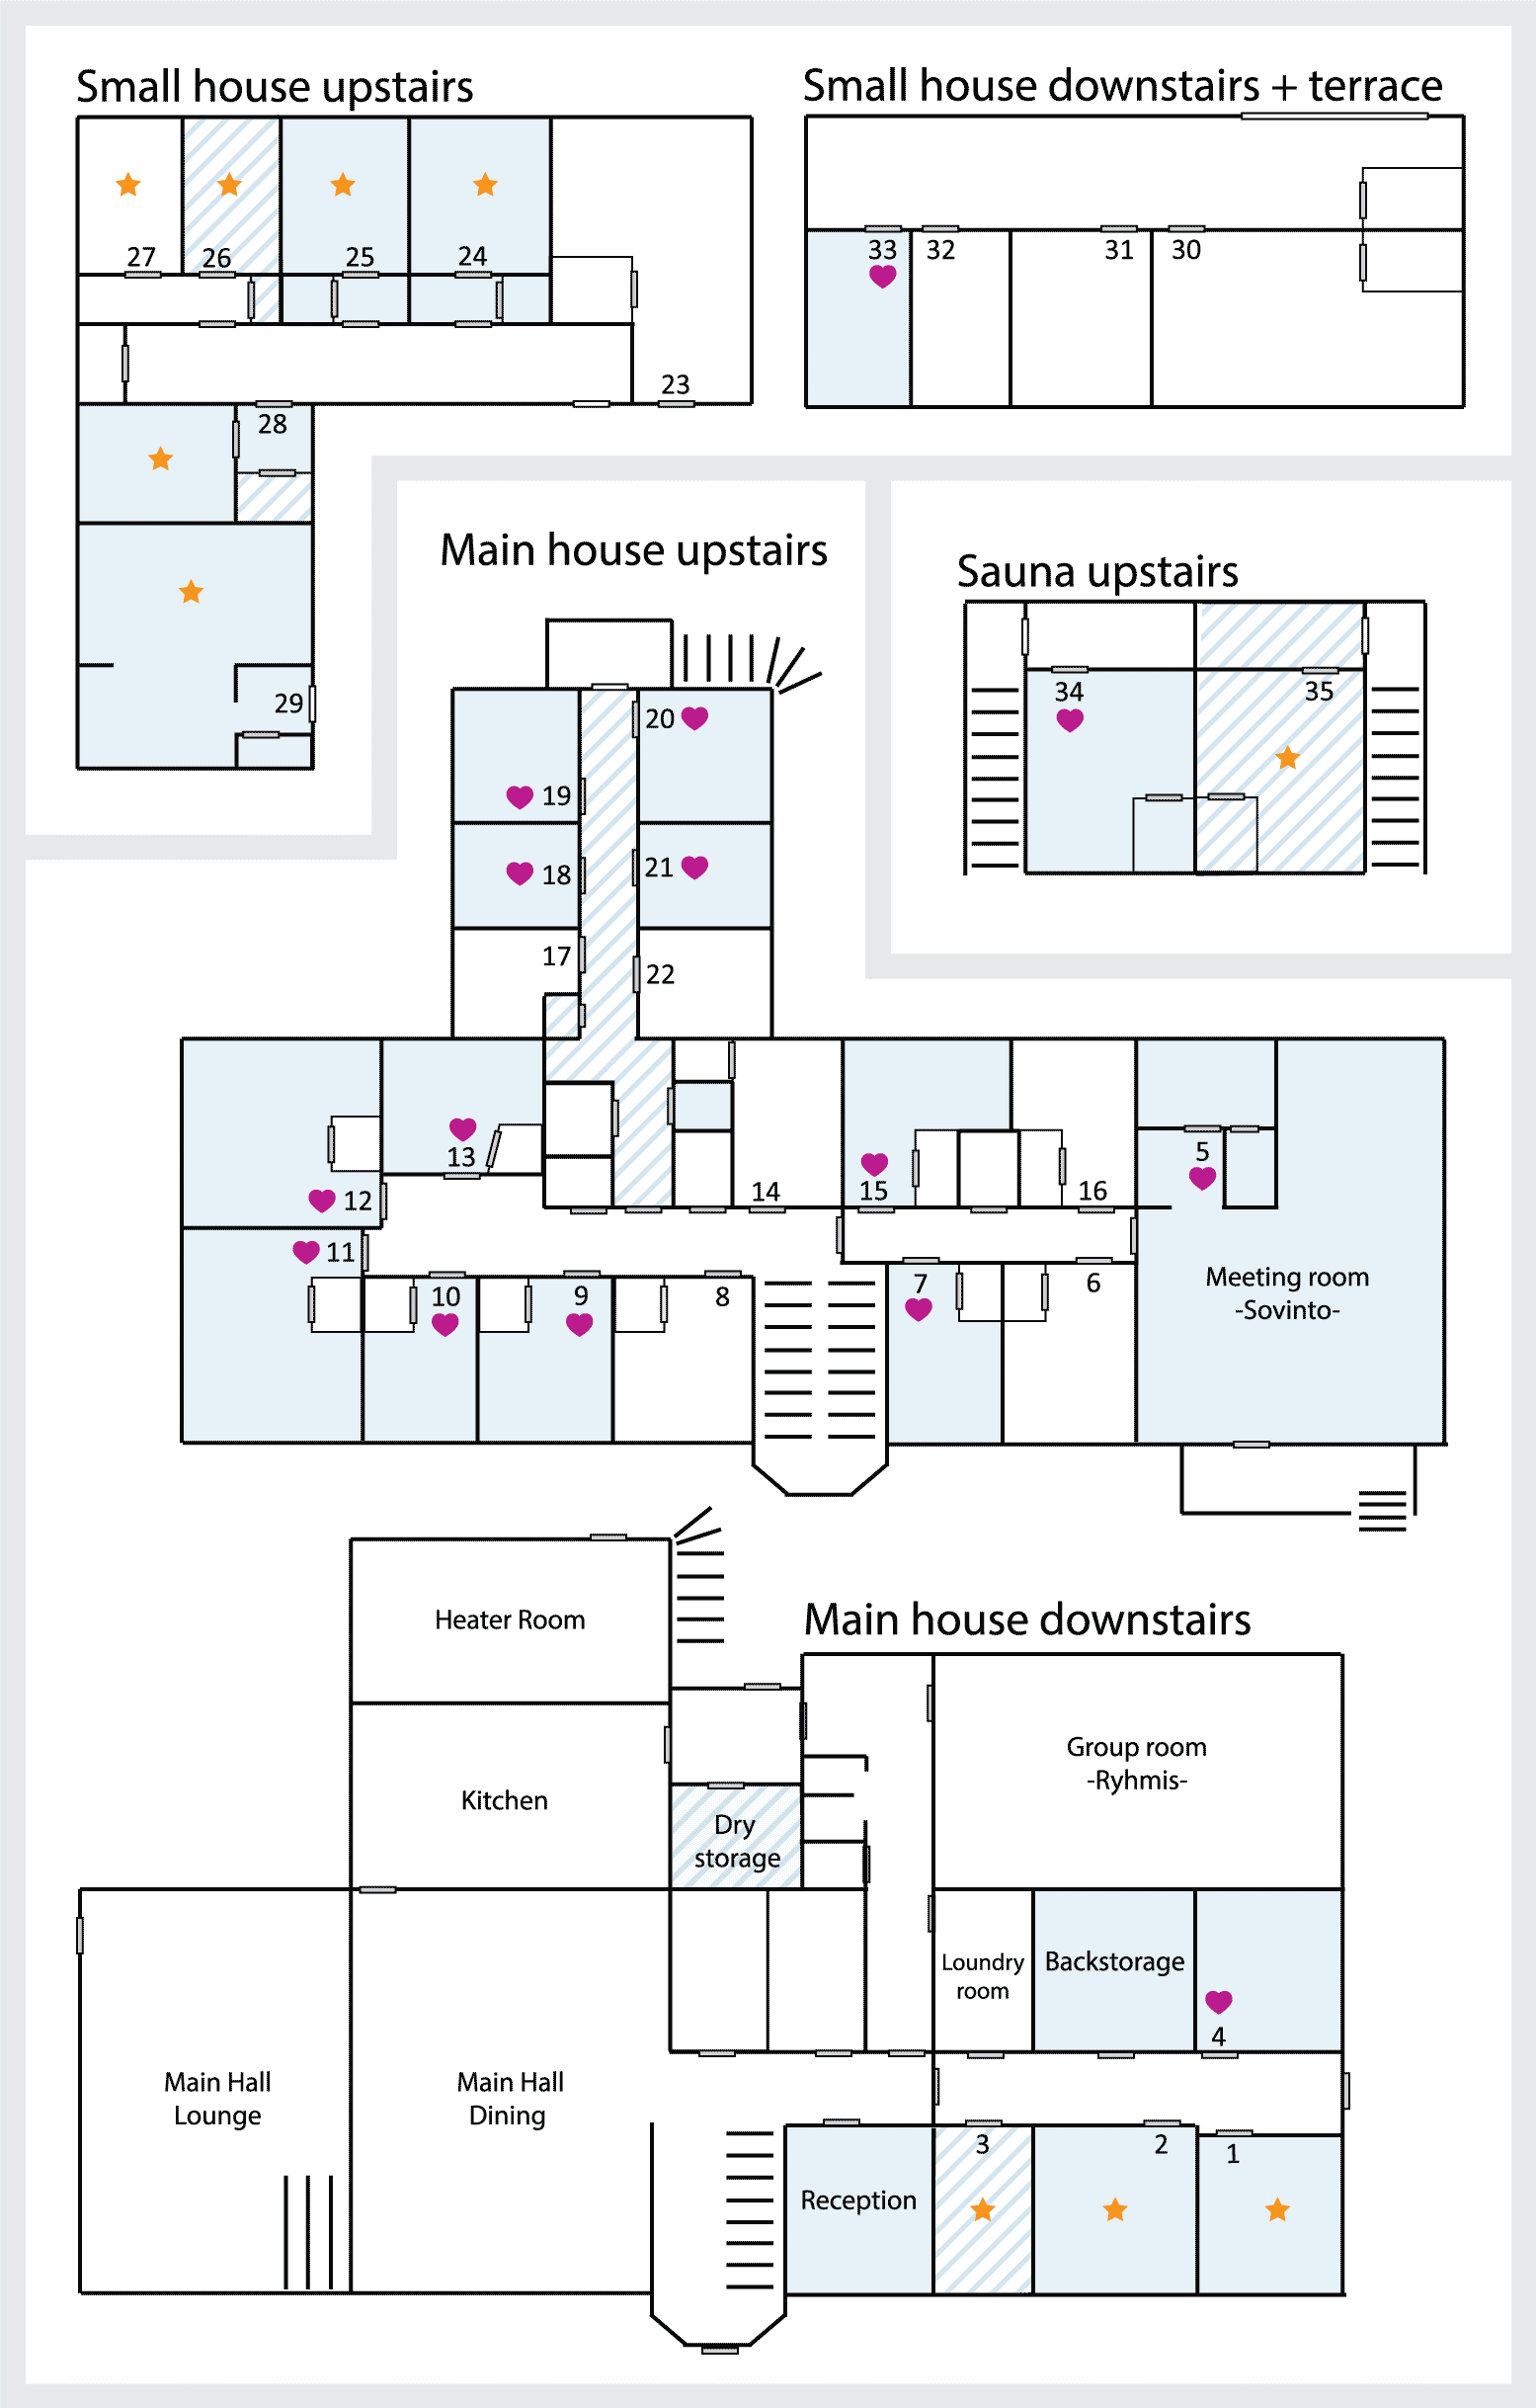 Small house upstairs
27
26
25
24
23
28
29
Small house downstairs + terrace
33
32
31
30
Main house upstairs
20
19
18
21
17
22
13
12
11
14
15
16
5
10
9
8
7
6
Meeting room
-Sovinto-
Sauna upstairs
34
35
Main house downstairs
Heater Room
Kitchen
Dry
storage
Group room
-Ryhmis-
Loundry
room
Backstorage
4
Main Hall
Lounge
Main Hall
Dining
Reception
3
2
1